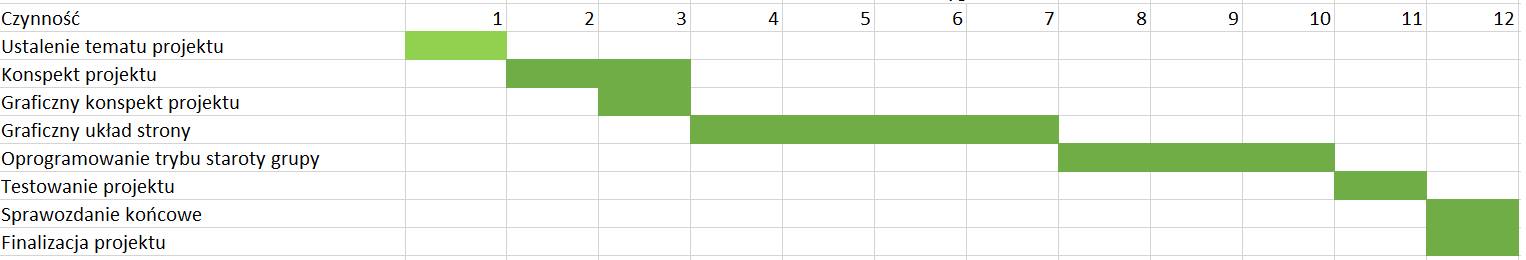 Czynność 1 2 3 4 5 6 7 8 9 10 11 12
Ustalenie tematu projektu
Konspekt projektu
Graficzny konspekt projektu
Graficzny układ strony
Oprogramowanie trybu staroty grupy
Testowanie projektu
Sprawozdanie końcowe
Finalizacja projektu